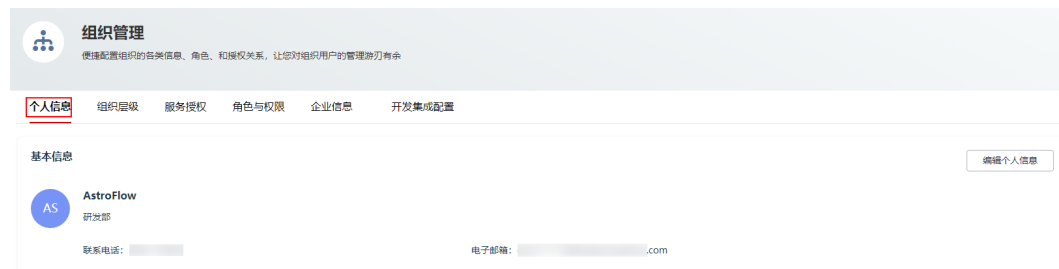 组织管理
便捷配置组织的各类信息、角色、和授权关系，让您对组织用户的管理游刃有余
个人信息 组织层级 服务授权 角色与权限 企业信息 开发集成配置
基本信息 编辑个人信息
AS AstroFlow
研发部
联系电话： 电子邮箱： .com